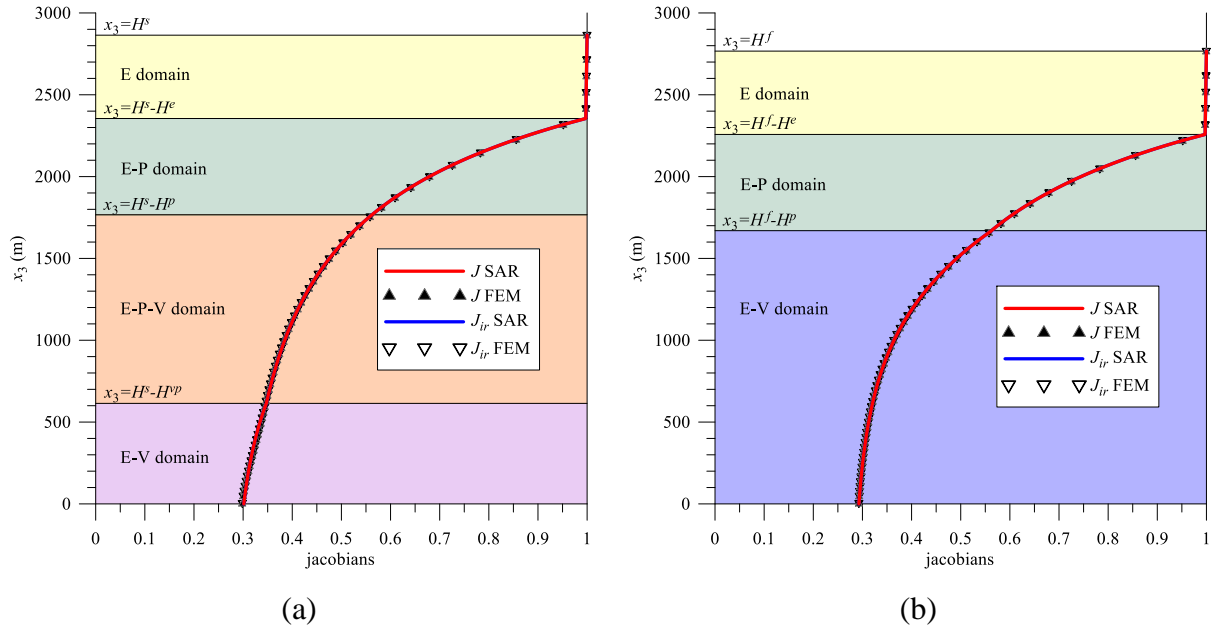 3000
2500
2000
1500
1000
500
0
x₃ (m)
x₃=Hˢ
E domain
x₃=Hˢ-Hᵉ
E-P domain
x₃=Hˢ-Hᵖ
E-P-V domain
x₃=Hˢ-Hᵛᵖ
E-V domain
J SAR
J FEM
J_ir SAR
J_ir FEM
0 0.1 0.2 0.3 0.4 0.5 0.6 0.7 0.8 0.9 1
jacobians
(a)
3000
2500
2000
1500
1000
500
0
x₃ (m)
x₃=Hᶠ
E domain
x₃=Hᶠ-Hᵉ
E-P domain
x₃=Hᶠ-Hᵖ
E-V domain
J SAR
J FEM
J_ir SAR
J_ir FEM
0 0.1 0.2 0.3 0.4 0.5 0.6 0.7 0.8 0.9 1
jacobians
(b)